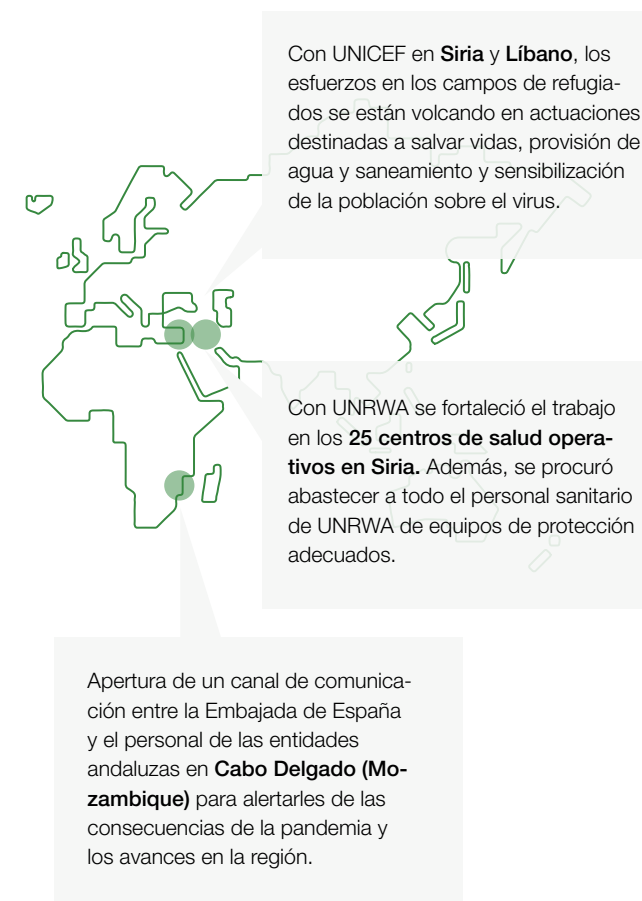 Con UNICEF en Siria y Líbano, los
esfuerzos en los campos de refugia-
dos se están volcando en actuaciones
destinadas a salvar vidas, provisión de
agua y saneamiento y sensibilización
de la población sobre el virus.
Con UNRWA se fortaleció el trabajo
en los 25 centros de salud opera-
tivos en Siria. Además, se procuró
abastecer a todo el personal sanitario
de UNRWA de equipos de protección
adecuados.
Apertura de un canal de comunica-
ción entre la Embajada de España
y el personal de las entidades
andaluzas en Cabo Delgado (Mo-
zambique) para alertarles de las
consecuencias de la pandemia y
los avances en la región.